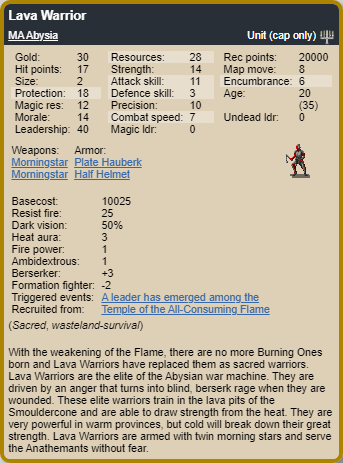 Lava Warrior
MA Abysia Unit (cap only)
Gold: 30 Resources: 28 Rec points: 20000
Hit points: 17 Strength: 14 Map move: 8
Size: 2 Attack skill: 11 Encumbrance: 6
Protection: 18 Defence skill: 3 Age: 20
Magic res: 12 Precision: 10 (35)
Morale: 14 Combat speed: 7 Undead ldr: 0
Leadership: 40 Magic ldr: 0
Weapons: Armor:
Morningstar Plate Hauberk
Morningstar Half Helmet
Basecost: 10025
Resist fire: 25
Dark vision: 50%
Heat aura: 3
Fire power: 1
Ambidextrous: 1
Berserker: +3
Formation fighter: -2
Triggered events: A leader has emerged among the
Recruited from: Temple of the All-Consuming Flame
(Sacred, wasteland-survival)
With the weakening of the Flame, there are no more Burning Ones
born and Lava Warriors have replaced them as sacred warriors.
Lava Warriors are the elite of the Abysian war machine. They are
driven by an anger that turns into blind, berserk rage when they are
wounded. These elite warriors train in the lava pits of the
Smouldercone and are able to draw strength from the heat. They are
very powerful in warm provinces, but cold will break down their great
strength. Lava Warriors are armed with twin morning stars and serve
the Anathemants without fear.